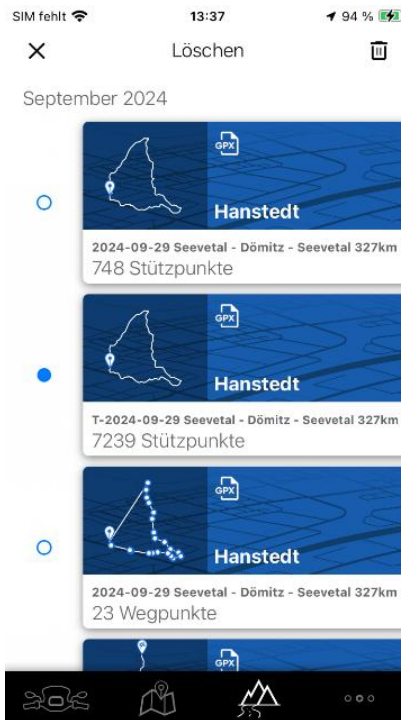 SIM fehlt 13:37 94 %
Löschen
September 2024
GPX
Hanstedt
2024-09-29 Seevetal - Dömitz - Seevetal 327km
748 Stützpunkte
GPX
Hanstedt
T-2024-09-29 Seevetal - Dömitz - Seevetal 327km
7239 Stützpunkte
GPX
Hanstedt
2024-09-29 Seevetal - Dömitz - Seevetal 327km
23 Wegpunkte
GPX